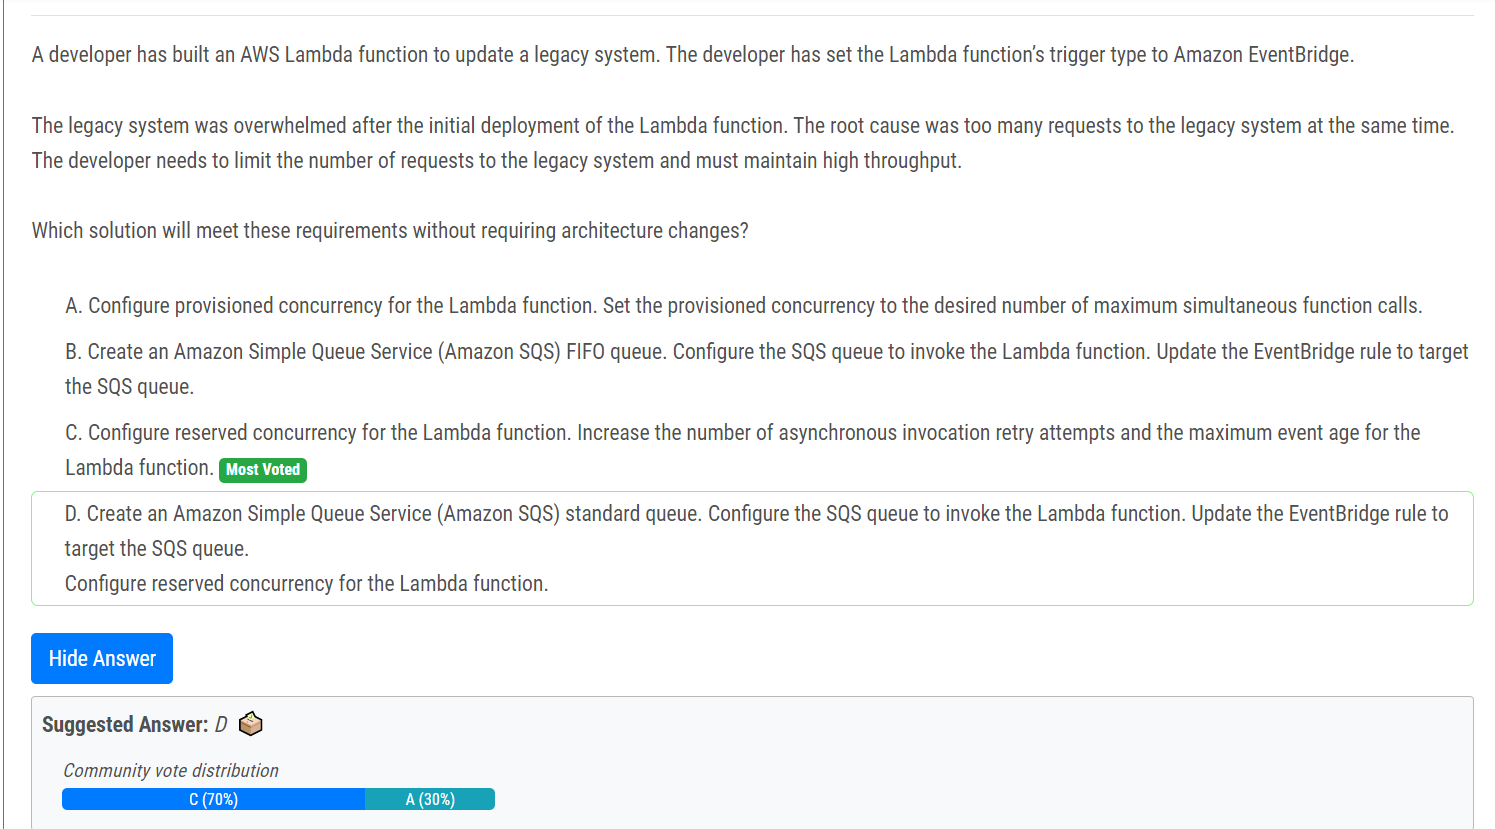 A developer has built an AWS Lambda function to update a legacy system. The developer has set the Lambda function’s trigger type to Amazon EventBridge.
The legacy system was overwhelmed after the initial deployment of the Lambda function. The root cause was too many requests to the legacy system at the same time.
The developer needs to limit the number of requests to the legacy system and must maintain high throughput.
Which solution will meet these requirements without requiring architecture changes?
A. Configure provisioned concurrency for the Lambda function. Set the provisioned concurrency to the desired number of maximum simultaneous function calls.
B. Create an Amazon Simple Queue Service (Amazon SQS) FIFO queue. Configure the SQS queue to invoke the Lambda function. Update the EventBridge rule to target
the SQS queue.
C. Configure reserved concurrency for the Lambda function. Increase the number of asynchronous invocation retry attempts and the maximum event age for the
Lambda function. Most Voted
D. Create an Amazon Simple Queue Service (Amazon SQS) standard queue. Configure the SQS queue to invoke the Lambda function. Update the EventBridge rule to
target the SQS queue.
Configure reserved concurrency for the Lambda function.
Hide Answer
Suggested Answer: D
Community vote distribution
C (70%) A (30%)